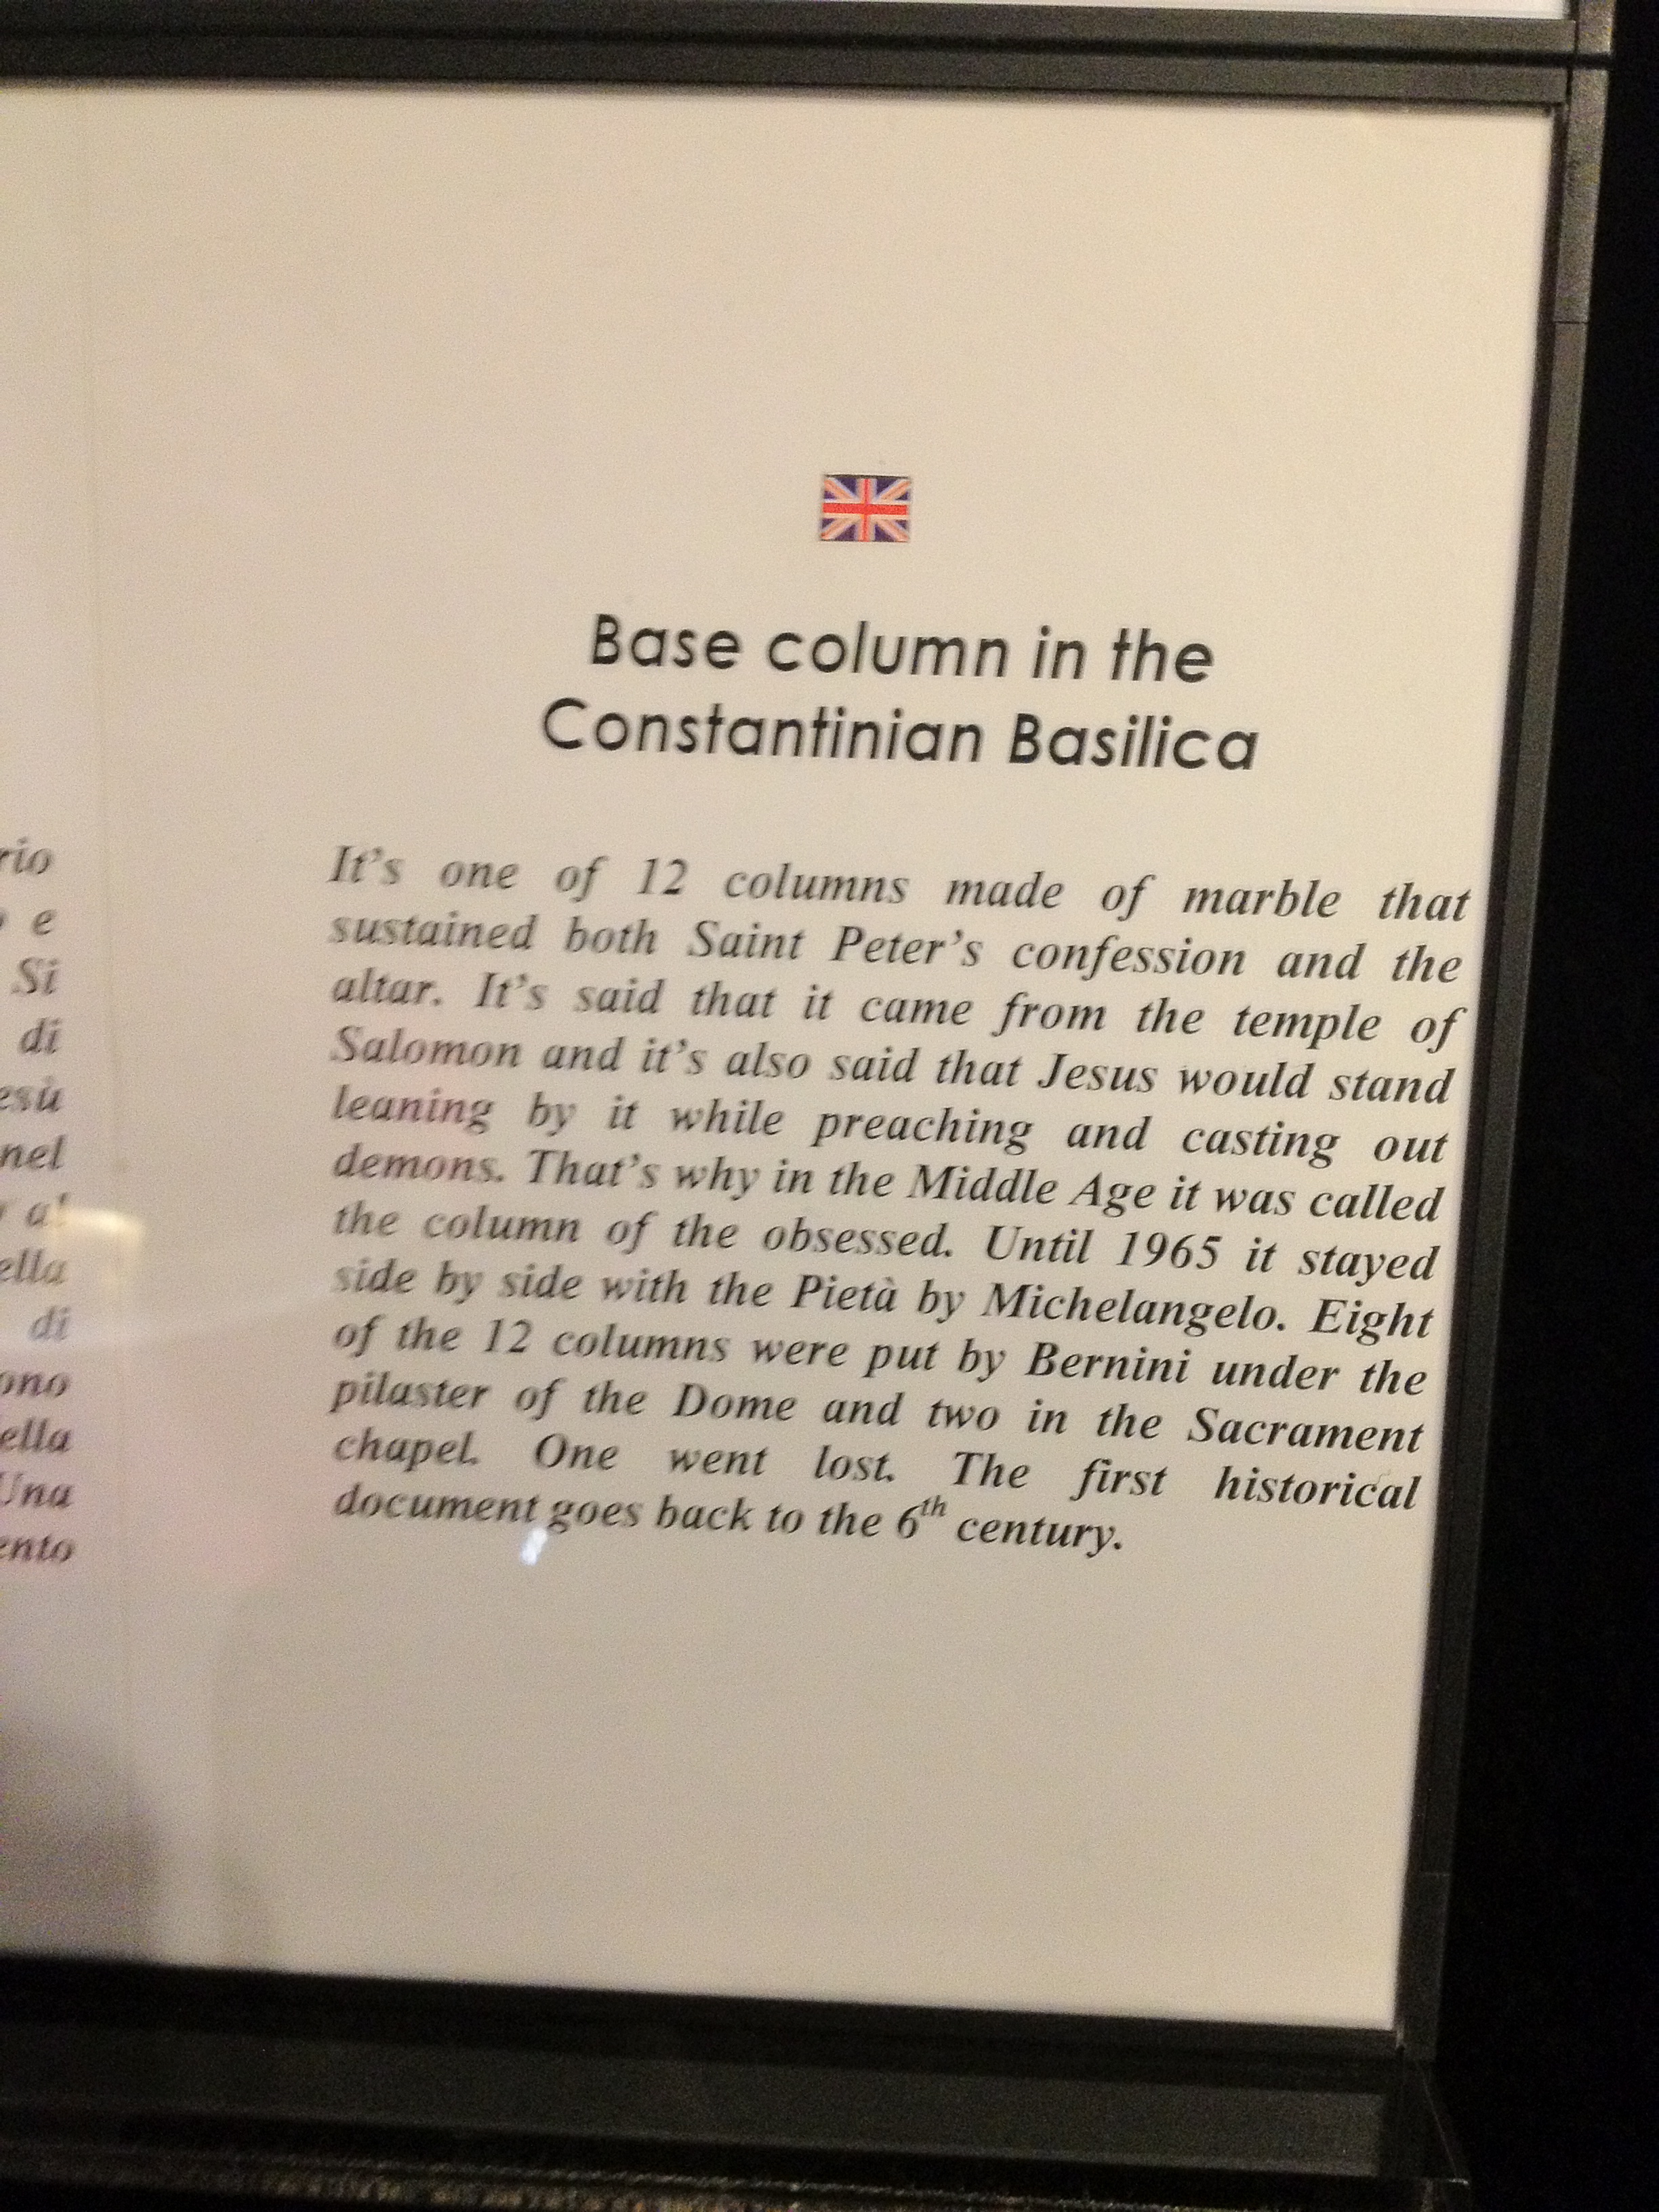 Base column in the
Constantinian Basilica
It's one of 12 columns made of marble that
sustained both Saint Peter's confession and the
altar. It's said that it came from the temple of
Salomon and it's also said that Jesus would stand
leaning by it while preaching and casting out
demons. That's why in the Middle Age it was called
the column of the obsessed. Until 1965 it stayed
side by side with the Pietà by Michelangelo. Eight
of the 12 columns were put by Bernini under the
pilaster of the Dome and two in the Sacrament
chapel. One went lost. The first historical
document goes back to the 6th century.
e
Si
di
di